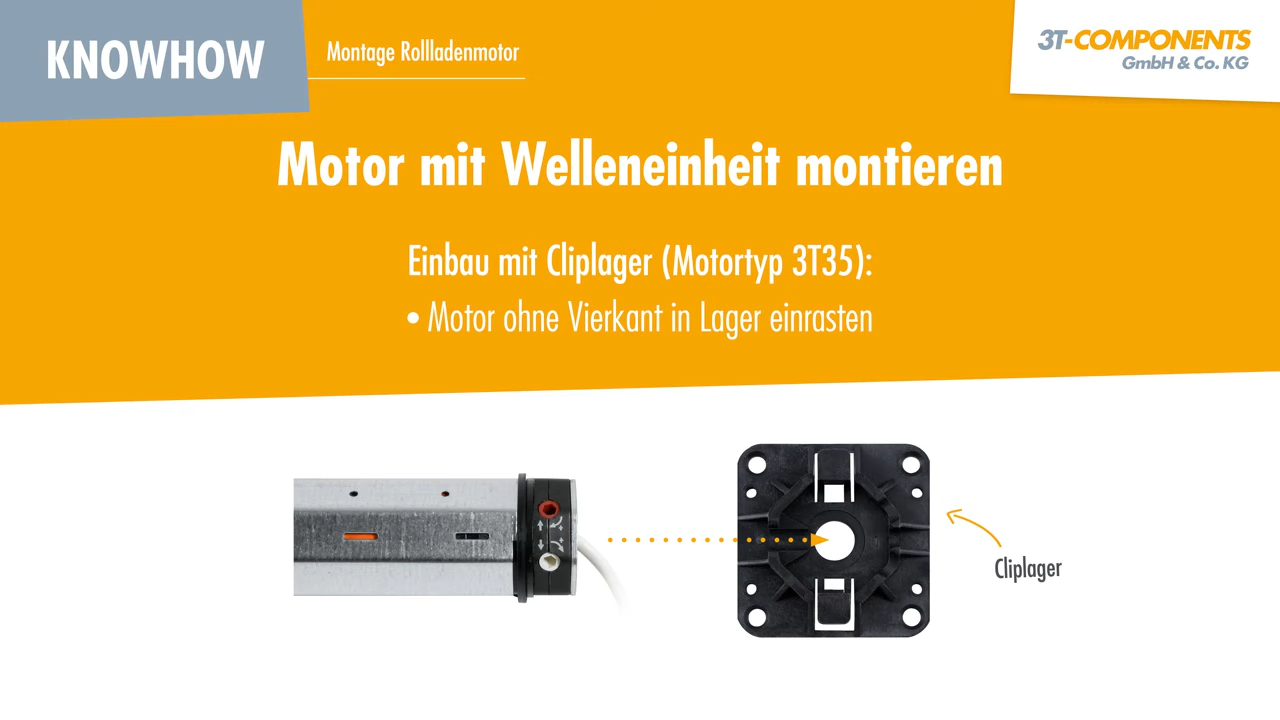 KNOWHOW
Montage Rollladenmotor
3T-COMPONENTS
GmbH & Co. KG
Motor mit Welleneinheit montieren
Einbau mit Cliplager (Motortyp 3T35):
• Motor ohne Vierkant in Lager einrasten
Cliplager